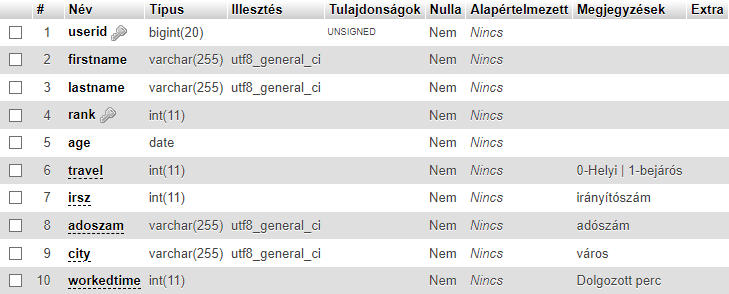 # Név Típus Illesztés Tulajdonságok Nulla Alapértelmezett Megjegyzések Extra
1 userid bigint(20) UNSIGNED Nem Nincs
2 firstname varchar(255) utf8_general_ci Nem Nincs
3 lastname varchar(255) utf8_general_ci Nem Nincs
4 rank int(11) Nem Nincs
5 age date Nem Nincs
6 travel int(11) Nem Nincs 0-Helyi | 1-bejárós
7 irsz int(11) Nem Nincs irányítószám
8 adoszam varchar(255) utf8_general_ci Nem Nincs adószám
9 city varchar(255) utf8_general_ci Nem Nincs város
10 workedtime int(11) Nem Nincs Dolgozott perc